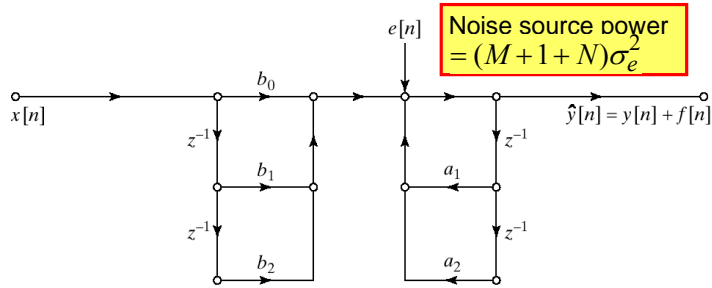 Noise source power
= (M + 1 + N)σ_e^2
e[n]
b_0
x[n]
ŷ[n] = y[n] + f[n]
z^{-1}
z^{-1}
b_1
a_1
z^{-1}
z^{-1}
b_2
a_2